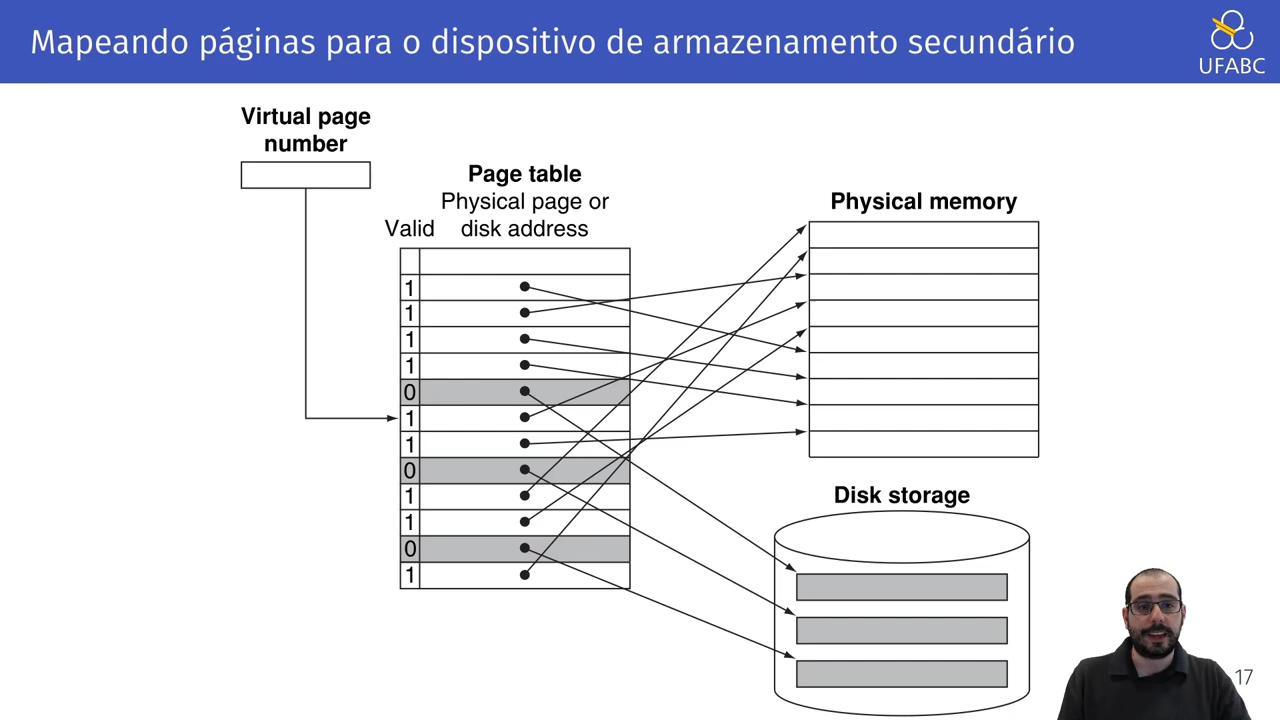 Mapeando páginas para o dispositivo de armazenamento secundário
UFABC
Virtual page
number
Page table
Physical page or
Valid disk address
1
1
1
1
0
1
1
0
1
1
0
1
Physical memory
Disk storage
17